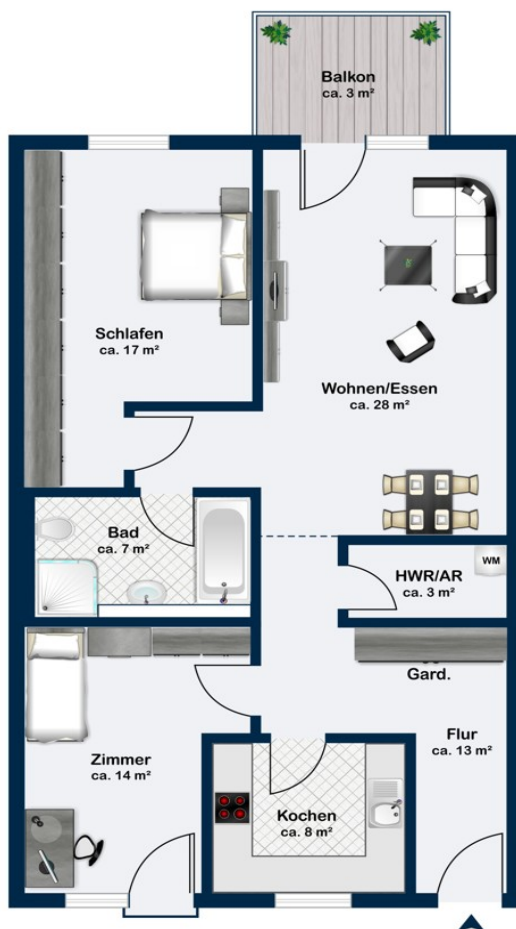 Balkon
ca. 3 m²
Schlafen
ca. 17 m²
Wohnen/Essen
ca. 28 m²
Bad
ca. 7 m²
HWR/AR
ca. 3 m²
WM
Gard.
Zimmer
ca. 14 m²
Flur
ca. 13 m²
Kochen
ca. 8 m²